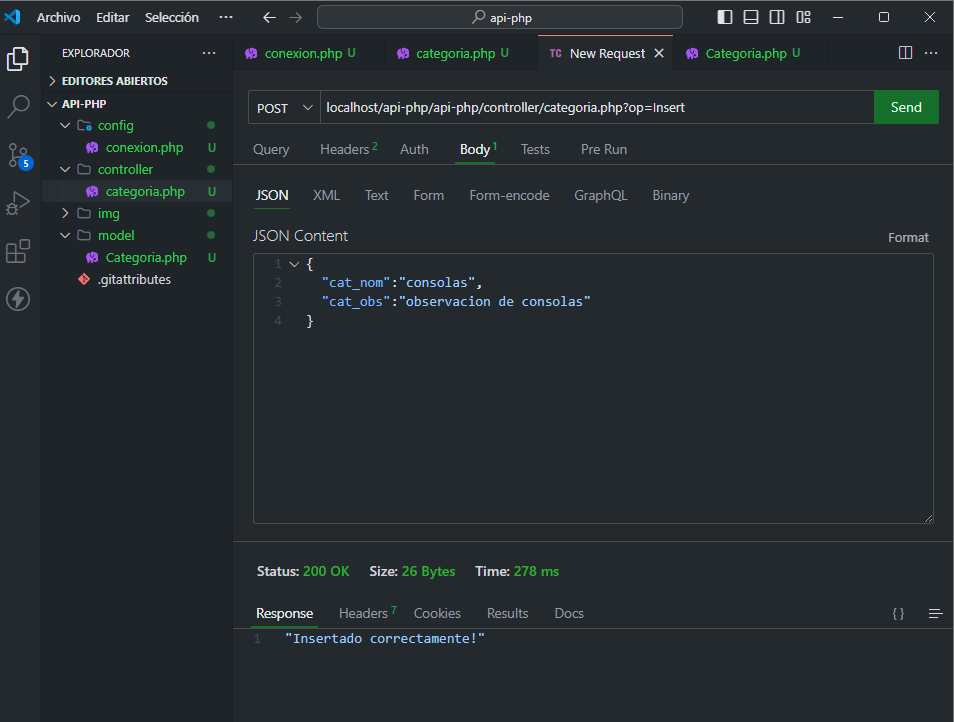 Archivo Editar Selección ··· api-php
EXPLORADOR ···
EDITORES ABIERTOS
API-PHP
config
conexion.php U
controller
categoria.php U
img
model
Categoria.php U
.gitattributes
5
conexion.php U categoria.php U TC New Request Categoria.php U ···
POST localhost/api-php/api-php/controller/categoria.php?op=Insert Send
Query Headers 2 Auth Body 1 Tests Pre Run
JSON XML Text Form Form-encode GraphQL Binary
JSON Content Format
1 {
2 "cat_nom":"consolas",
3 "cat_obs":"observacion de consolas"
4 }
Status: 200 OK Size: 26 Bytes Time: 278 ms
Response Headers 7 Cookies Results Docs { }
1 "Insertado correctamente!"